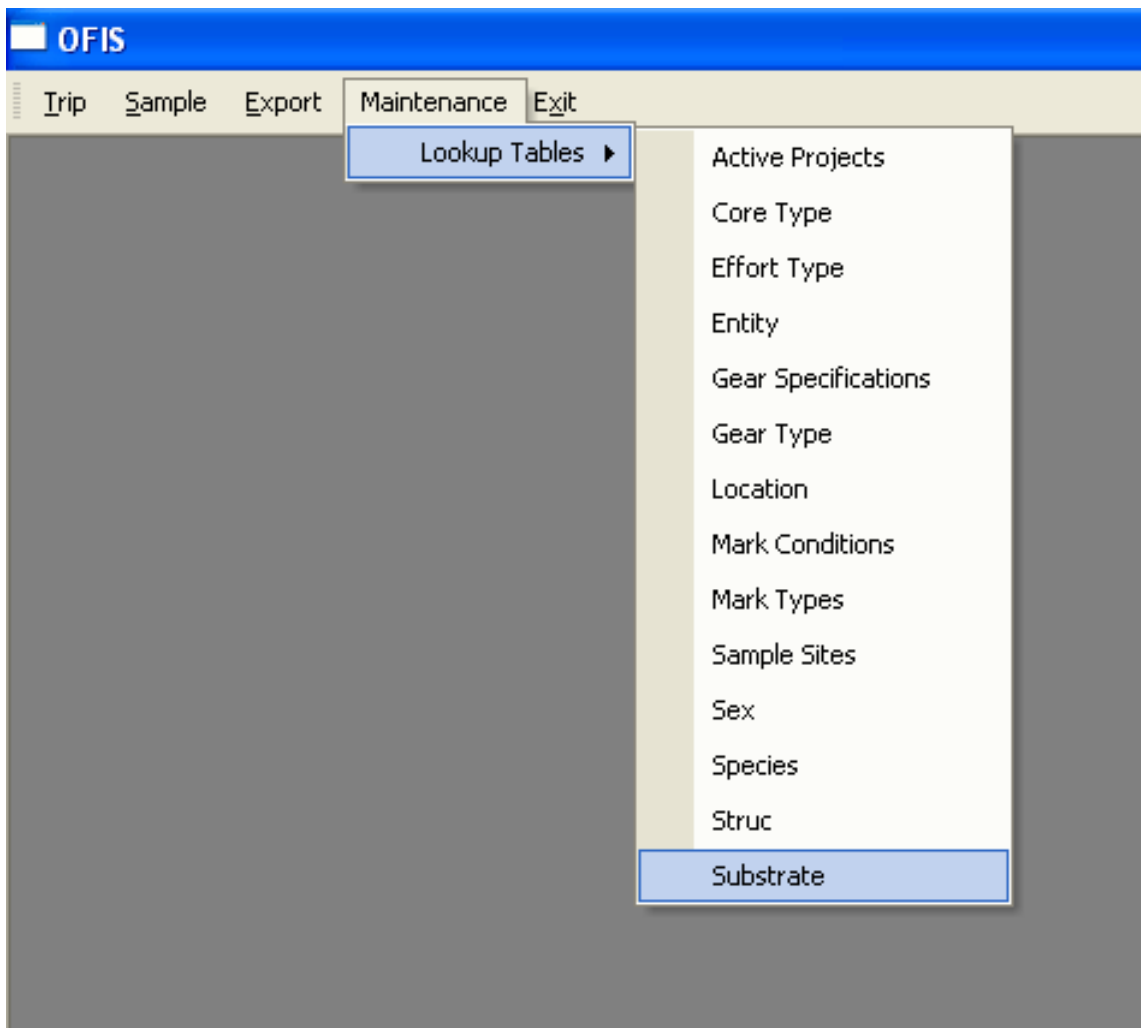 OFIS
Trip Sample Export Maintenance Exit
Lookup Tables
Active Projects
Core Type
Effort Type
Entity
Gear Specifications
Gear Type
Location
Mark Conditions
Mark Types
Sample Sites
Sex
Species
Struc
Substrate